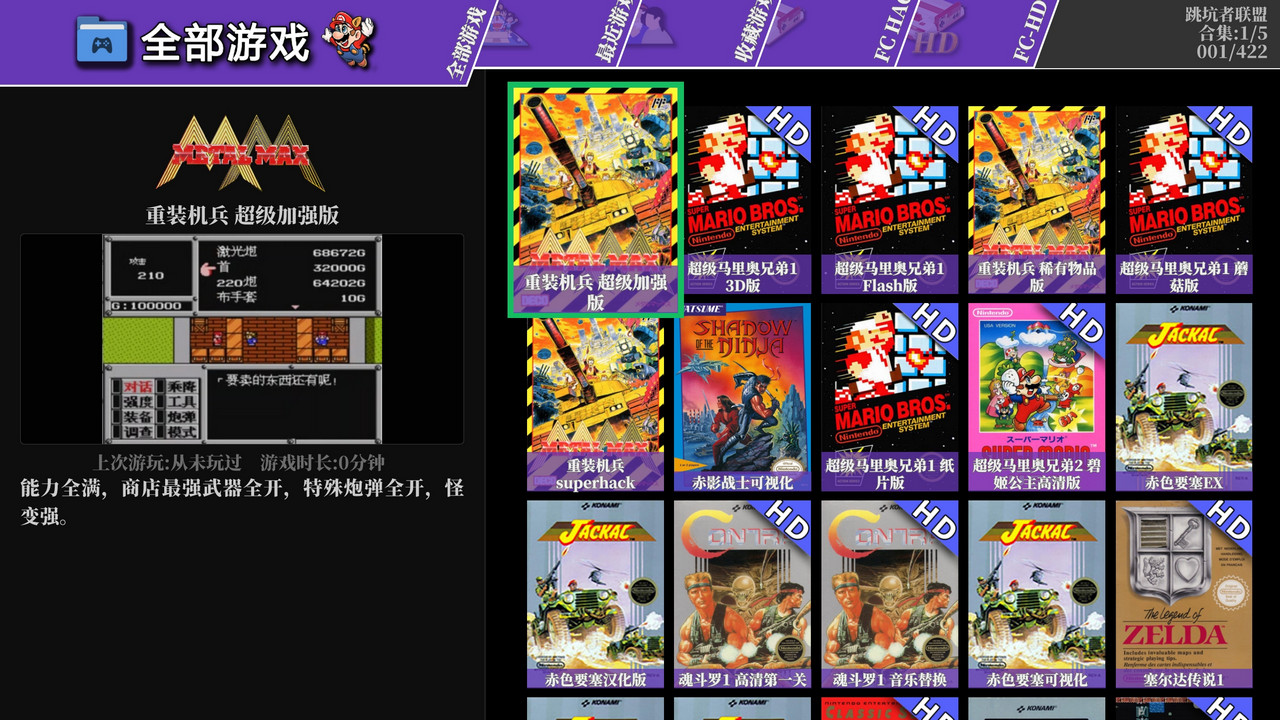 全部游戏
全部游戏
最近游戏
收藏游戏
FC HAC
HD
FC-HD
跳坑者联盟
合集:1/5
001/422
METAL MAX
重装机兵 超级加强版
攻击
210
G:100000
激光炮 68672G
首 32000G
220炮 64202G
布手套 10G
对话 乘降
强度 工具
装备 炮弹
调查 模式
「要卖的东西还有呢!
上次游玩:从未玩过 游戏时长:0分钟
能力全满，商店最强武器全开，特殊炮弹全开，怪
变强。
METAL MAX
重装机兵 超级加强
版
HD
SUPER
MARIO BROS.
Nintendo ENTERTAINMENT
SYSTEM
超级马里奥兄弟1
3D版
HD
SUPER
MARIO BROS.
Nintendo ENTERTAINMENT
SYSTEM
超级马里奥兄弟1
Flash版
METAL MAX
重装机兵 稀有物品
版
HD
SUPER
MARIO BROS.
Nintendo ENTERTAINMENT
SYSTEM
超级马里奥兄弟1 蘑
菇版
METAL MAX
重装机兵
superhack
SHADOW
OF THE
NINJA
赤影战士可视化
HD
SUPER
MARIO BROS.
Nintendo ENTERTAINMENT
SYSTEM
超级马里奥兄弟1 纸
片版
HD
Nintendo
USA VERSION
スーパーマリオ
超级马里奥兄弟2 碧
姬公主高清版
KONAMI
JACKAL
赤色要塞EX
KONAMI
JACKAL
赤色要塞汉化版
HD
CONTRA
魂斗罗1 高清第一关
HD
CONTRA
魂斗罗1 音乐替换
KONAMI
JACKAL
赤色要塞可视化
HD
The Legend of
ZELDA
Includes invaluable maps and
strategic playing tips.
塞尔达传说1
KONAMI
KONAMI
CLASSIC
HD
KONAMI
HD